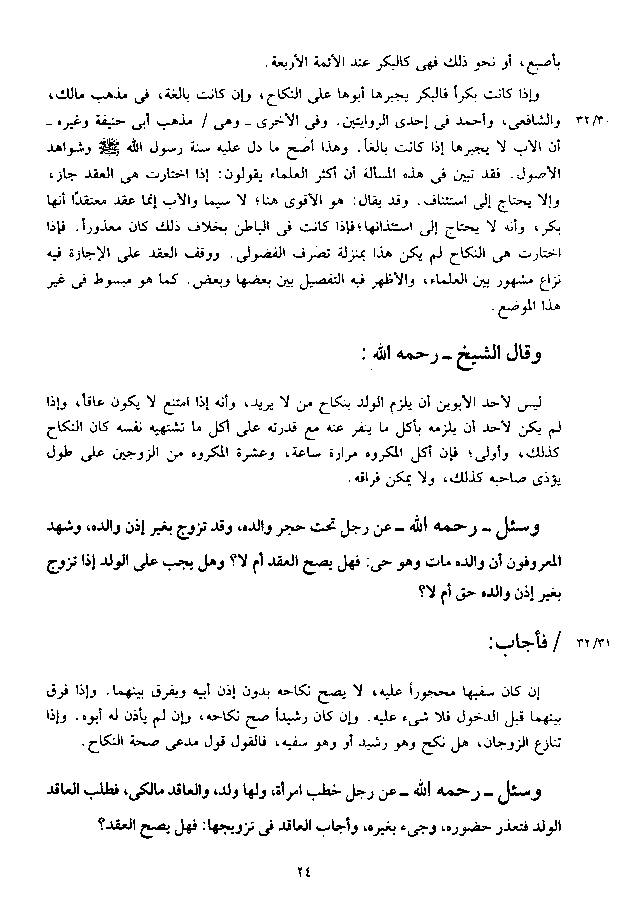 بأصبع، أو نحو ذلك فهى كالبكر عند الأئمة الأربعة.
وإذا كانت بكراً فالبكر يجبرها أبوها على النكاح، وإن كانت بالغة، فى مذهب مالك،
٣٢/٣٠ والشافعى، وأحمد فى إحدى الروايتين. وفى الأخرى ـ وهى / مذهب أبى حنيفة وغيره ـ
أن الأب لا يجبرها إذا كانت بالغاً. وهذا أصح ما دل عليه سنة رسول الله ﷺ وشواهد
الأصول. فقد تبين فى هذه المسألة أن أكثر العلماء يقولون: إذا اختارت هى العقد جاز،
وإلا يحتاج إلى استئناف. وقد يقال: هو الأقوى هنا؛ لا سيما والأب إنما عقد معتقداً أنها
بكر، وأنه لا يحتاج إلى استئذانها؛ فإذا كانت فى الباطن بخلاف ذلك كان معذوراً. فإذا
اختارت هى النكاح لم يكن هذا بمنزلة تصرف الفضولى. ووقف العقد على الإجازة فيه
نزاع مشهور بين العلماء، والأظهر فيه التفصيل بين بعضها وبعض. كما هو مبسوط فى غير
هذا الموضع.
وقال الشيخ ـ رحمه الله :
ليس لأحد الأبوين أن يلزم الولد بنكاح من لا يريد، وأنه إذا امتنع لا يكون عاقاً، وإذا
لم يكن لأحد أن يلزمه بأكل ما ينفر عنه مع قدرته على أكل ما تشتهيه نفسه كان النكاح
كذلك، وأولى؛ فإن أكل المكروه مرارة ساعة، وعشرة المكروه من الزوجين على طول
يؤذى صاحبه كذلك، ولا يمكن فراقه.
وسئل ـ رحمه الله ـ عن رجل تحت حجر والده، وقد تزوج بغير إذن والده، وشهد
المعروفون أن والده مات وهو حى: فهل يصح العقد أم لا؟ وهل يجب على الولد إذا تزوج
بغير إذن والده حق أم لا؟
٣٢/٣١ / فأجاب:
إن كان سفيها محجوراً عليه، لا يصح نكاحه بدون إذن أبيه ويفرق بينهما. وإذا فرق
بينهما قبل الدخول فلا شىء عليه. وإن كان رشيداً صح نكاحه، وإن لم يأذن له أبوه. وإذا
تنازع الزوجان، هل نكح وهو رشيد أو وهو سفيه، فالقول قول مدعى صحة النكاح.
وسئل ـ رحمه الله ـ عن رجل خطب امرأة، ولها ولد، والعاقد مالكى، فطلب العاقد
الولد فتعذر حضوره، وجىء بغيره، وأجاب العاقد فى تزويجها: فهل يصح العقد؟
٢٤